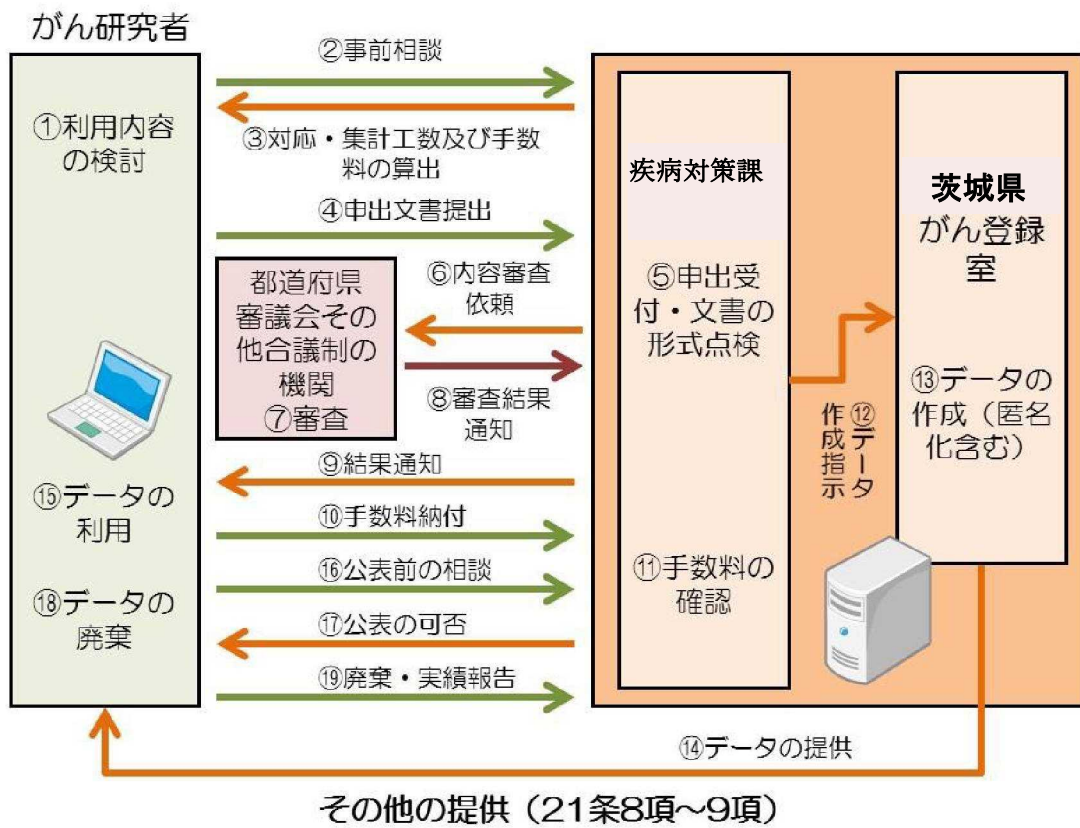 がん研究者
①利用内容
の検討
②事前相談
③対応・集計工数及び手数
料の算出
④申出文書提出
疾病対策課
⑤申出受
付・文書の
形式点検
⑥内容審査
依頼
都道府県
審議会その
他合議制の
機関
⑦審査
⑧審査結果
通知
⑨結果通知
⑩手数料納付
⑪手数料の
確認
⑫データ
作成指示
茨城県
がん登録
室
⑬データの
作成（匿名
化含む）
⑭データの提供
⑮データの
利用
⑯公表前の相談
⑰公表の可否
⑱データの
廃棄
⑲廃棄・実績報告
その他の提供（21条8項～9項）